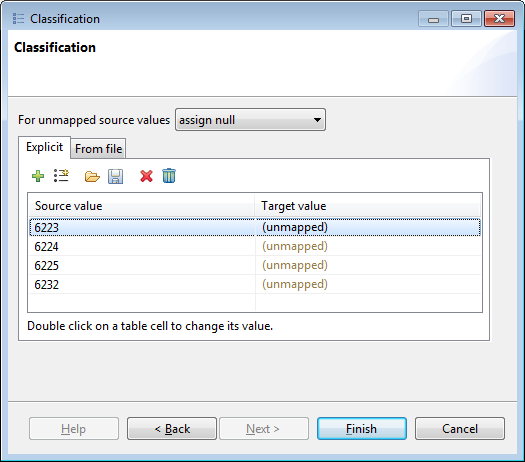 Classification
Classification
For unmapped source values assign null
Explicit From file
Source value Target value
6223 (unmapped)
6224 (unmapped)
6225 (unmapped)
6232 (unmapped)
Double click on a table cell to change its value.
Help < Back Next > Finish Cancel